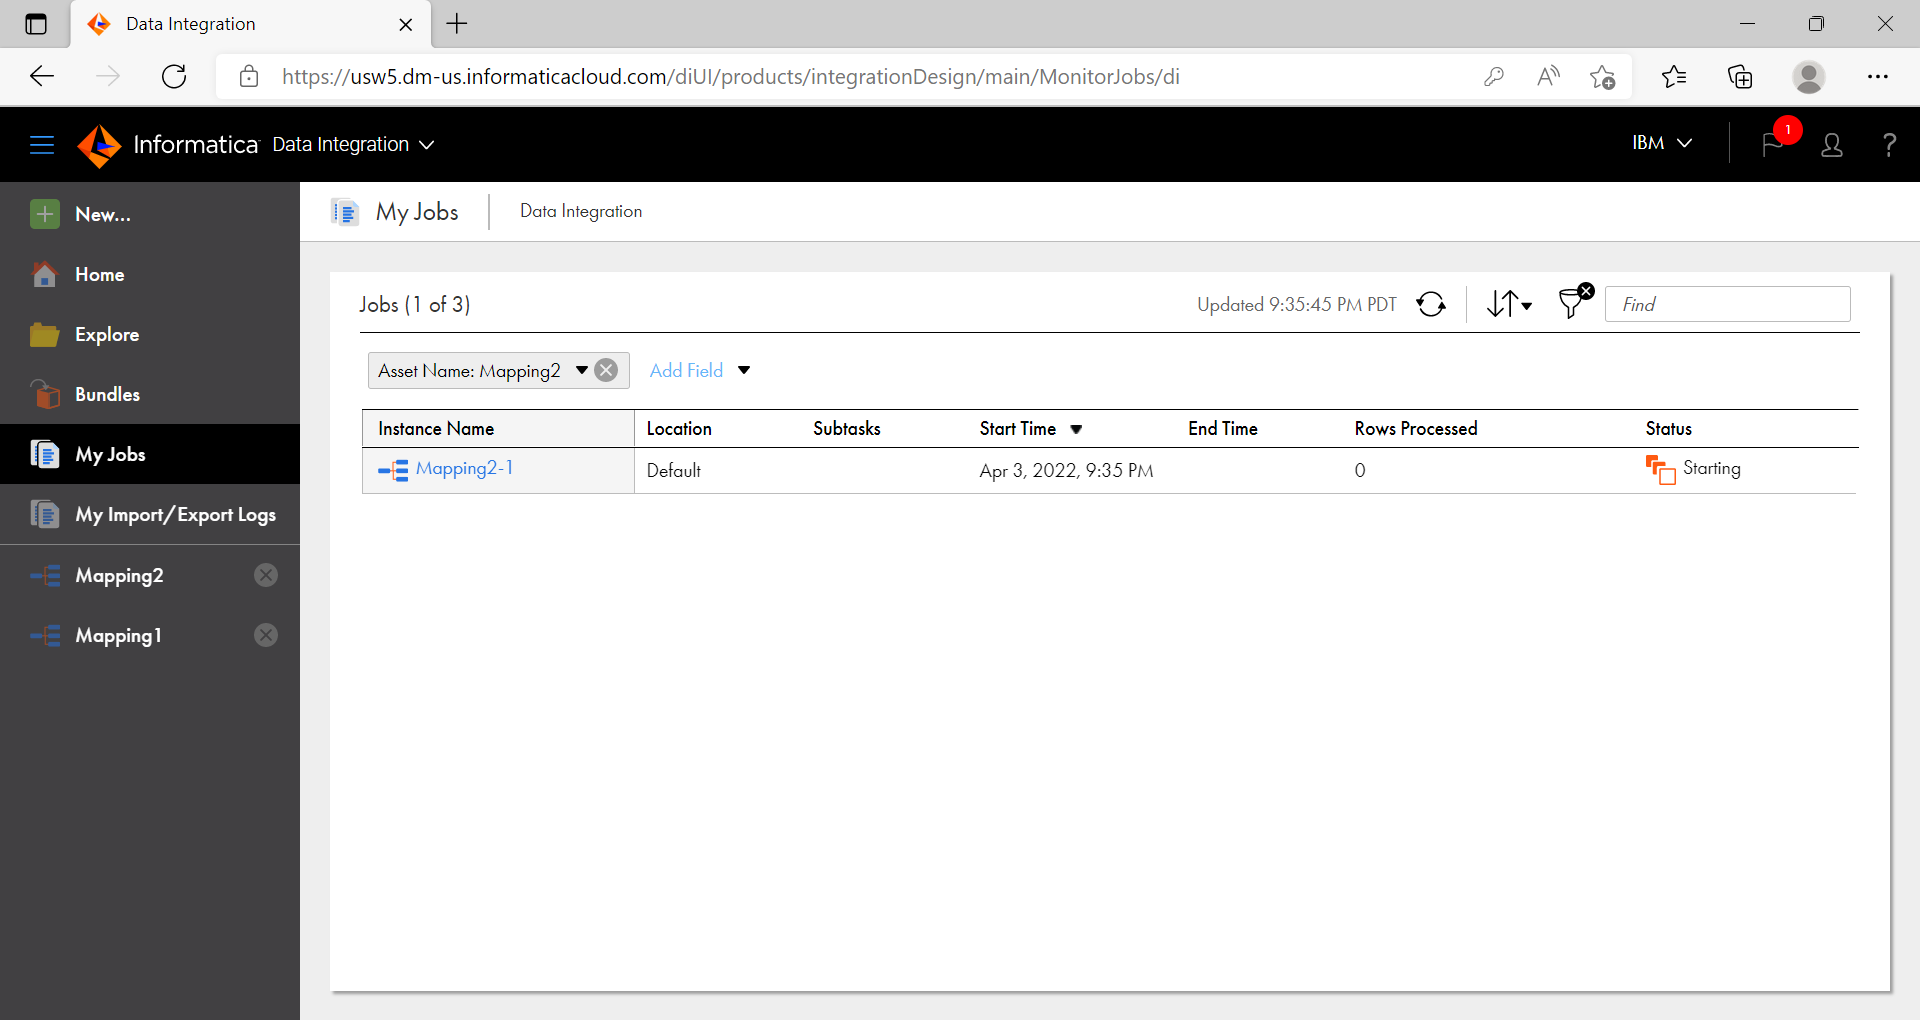 Data Integration
https://usw5.dm-us.informaticacloud.com/diUI/products/integrationDesign/main/MonitorJobs/di
Informatica Data Integration
IBM
1
?
New...
Home
Explore
Bundles
My Jobs
My Import/Export Logs
Mapping2
Mapping1
My Jobs
Data Integration
Jobs (1 of 3)
Updated 9:35:45 PM PDT
Find
Asset Name: Mapping2
Add Field
Instance Name Location Subtasks Start Time End Time Rows Processed Status
Mapping2-1 Default Apr 3, 2022, 9:35 PM 0 Starting